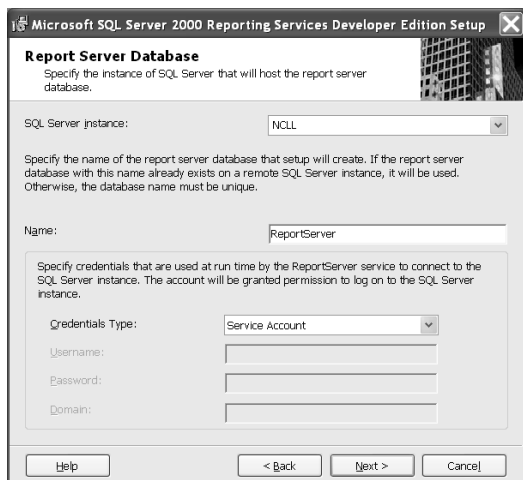 Microsoft SQL Server 2000 Reporting Services Developer Edition Setup
Report Server Database
Specify the instance of SQL Server that will host the report server
database.
SQL Server instance:
NCLL
Specify the name of the report server database that setup will create. If the report server
database with this name already exists on a remote SQL Server instance, it will be used.
Otherwise, the database name must be unique.
Name:
ReportServer
Specify credentials that are used at run time by the ReportServer service to connect to the
SQL Server instance. The account will be granted permission to log on to the SQL Server
instance.
Credentials Type:
Service Account
Username:
Password:
Domain:
Help
< Back
Next >
Cancel